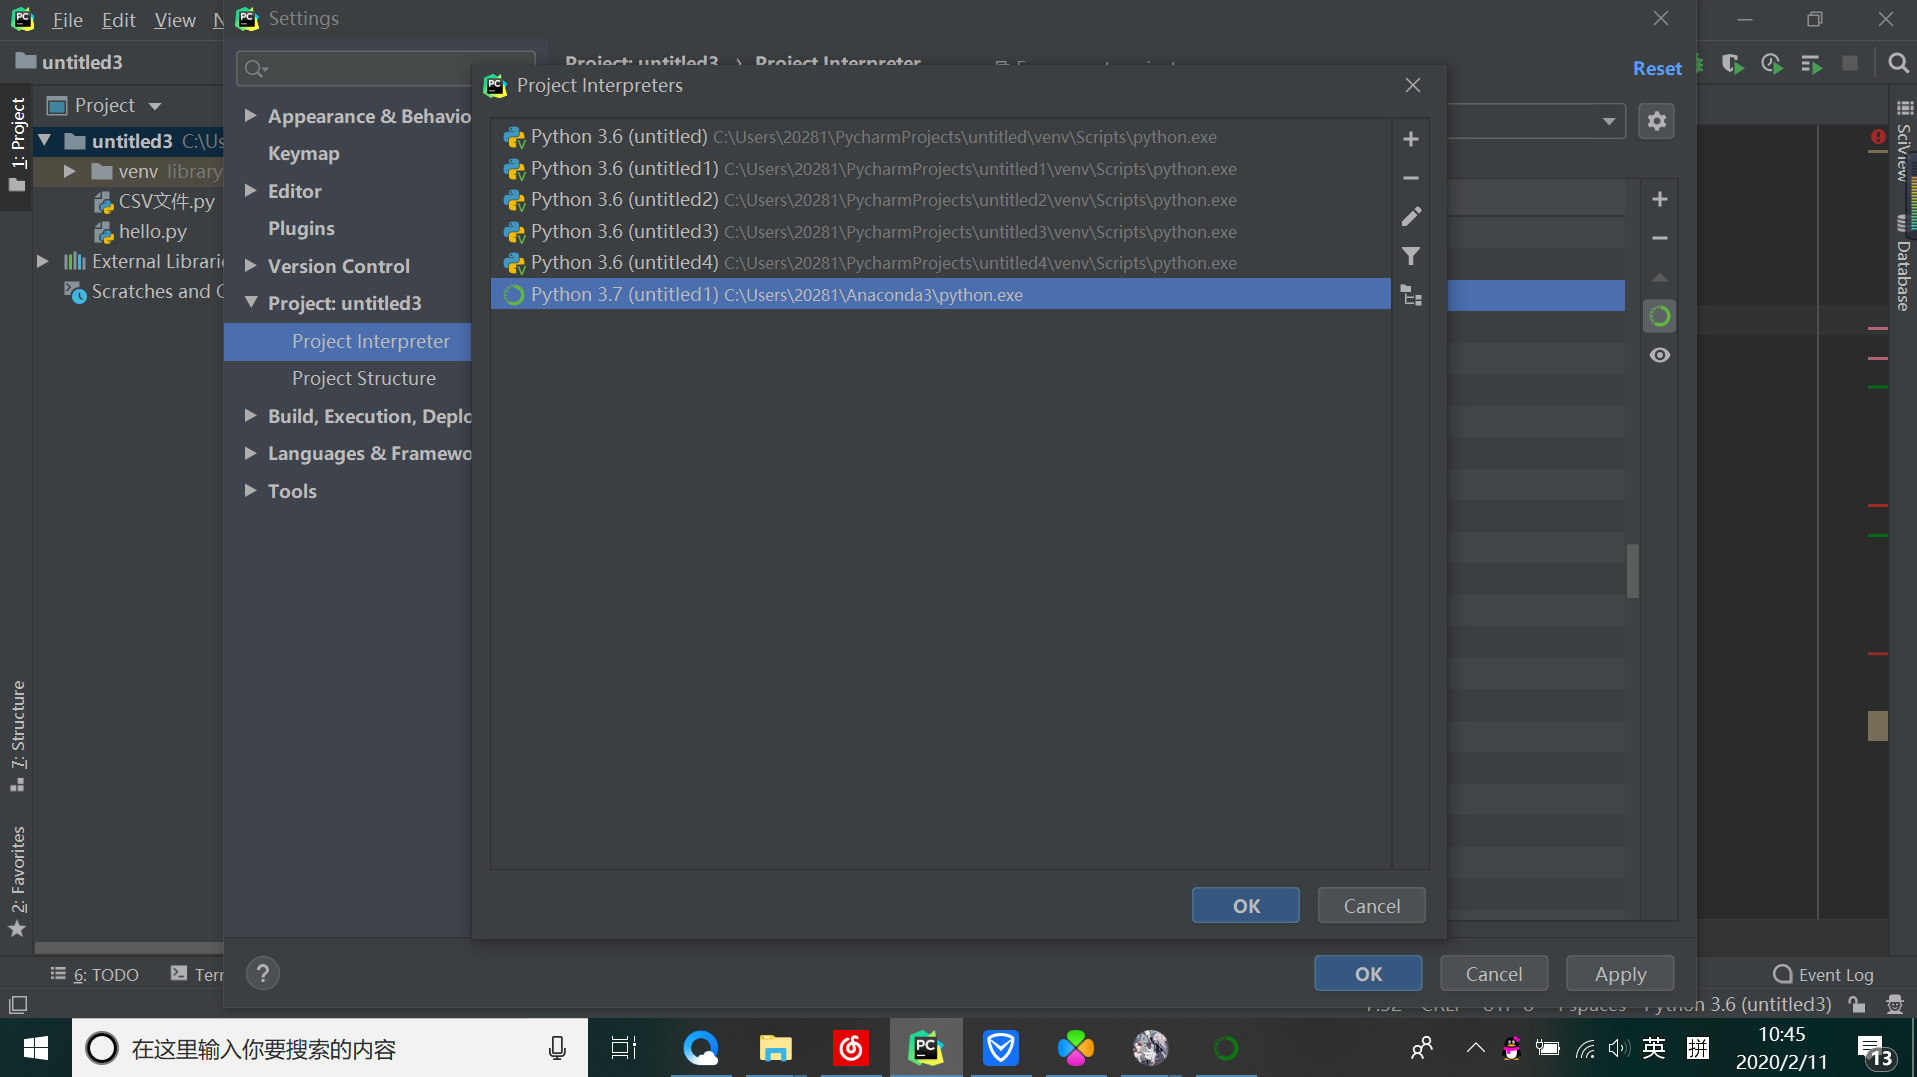 File Edit View N
Settings
untitled3
Project: untitled3 › Project Interpreter
Reset
Project Interpreters
1: Project
Project
untitled3 C:\Us
venv library
CSV文件.py
hello.py
External Librari
Scratches and C
Appearance & Behavio
Keymap
Editor
Plugins
Version Control
Project: untitled3
Project Interpreter
Project Structure
Build, Execution, Deplo
Languages & Framewo
Tools
Python 3.6 (untitled) C:\Users\20281\PycharmProjects\untitled\venv\Scripts\python.exe
Python 3.6 (untitled1) C:\Users\20281\PycharmProjects\untitled1\venv\Scripts\python.exe
Python 3.6 (untitled2) C:\Users\20281\PycharmProjects\untitled2\venv\Scripts\python.exe
Python 3.6 (untitled3) C:\Users\20281\PycharmProjects\untitled3\venv\Scripts\python.exe
Python 3.6 (untitled4) C:\Users\20281\PycharmProjects\untitled4\venv\Scripts\python.exe
Python 3.7 (untitled1) C:\Users\20281\Anaconda3\python.exe
SciView
Database
7: Structure
2: Favorites
OK Cancel
6: TODO
Terr
?
OK Cancel Apply
Event Log
Python 3.6 (untitled3)
在这里输入你要搜索的内容
英 拼
10:45
2020/2/11
13